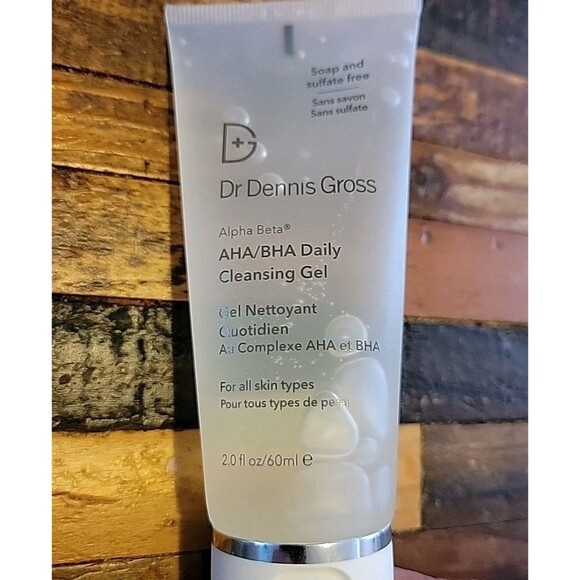 Soap and
sulfate free
Sans savon
Sans sulfate
D+G
Dr Dennis Gross
Alpha Beta®
AHA/BHA Daily
Cleansing Gel
Gel Nettoyant
Quotidien
Au Complexe AHA et BHA
For all skin types
Pour tous types de peau
2.0 fl oz/60ml ℮